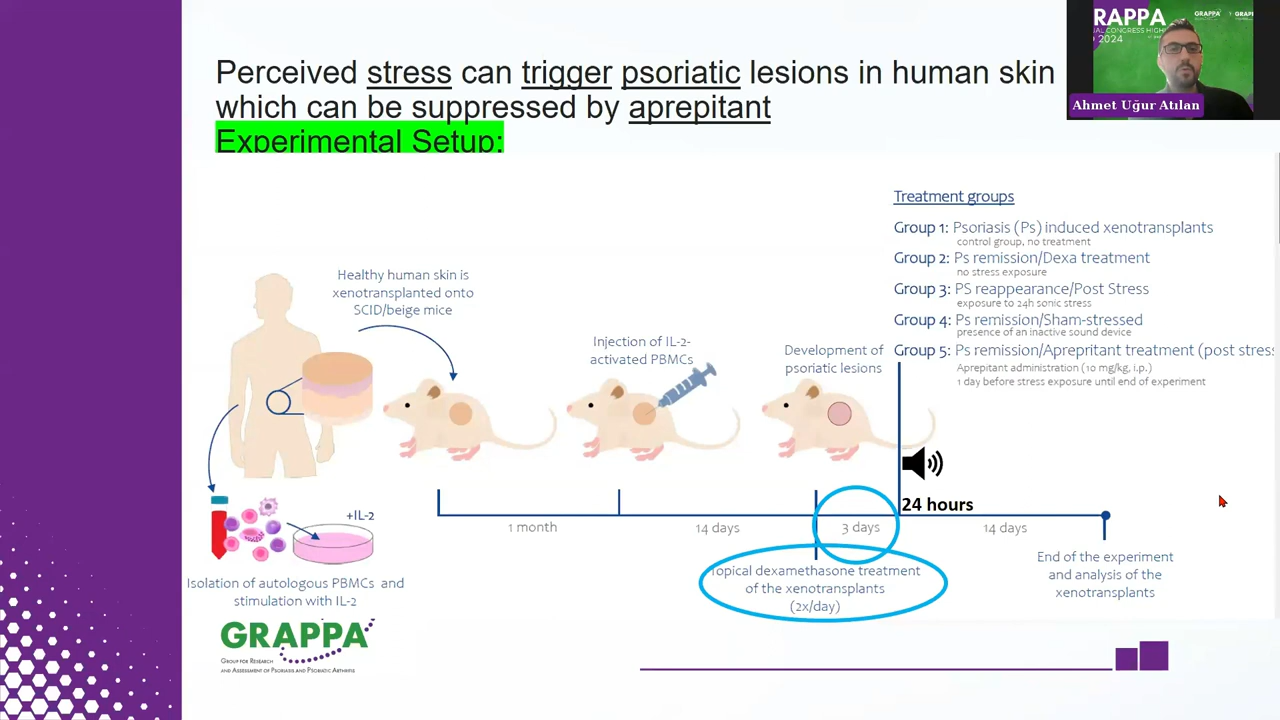 Perceived stress can trigger psoriatic lesions in human skin
which can be suppressed by aprepitant
Experimental Setup:
RAPPA
GRAPPA
GRAPP
2024
Ahmet Uğur Atılan
Treatment groups
Group 1: Psoriasis (Ps) induced xenotransplants
control group, no treatment
Group 2: Ps remission/Dexa treatment
no stress exposure
Group 3: PS reappearance/Post Stress
exposure to 24h sonic stress
Group 4: Ps remission/Sham-stressed
presence of an inactive sound device
Group 5: Ps remission/Aprepritant treatment (post stress
Aprepitant administration (10 mg/kg, i.p.)
1 day before stress exposure until end of experiment
Healthy human skin is
xenotransplanted onto
SCID/beige mice
Injection of IL-2-
activated PBMCs
Development of
psoriatic lesions
+IL-2
Isolation of autologous PBMCs and
stimulation with IL-2
1 month
14 days
3 days
24 hours
14 days
Topical dexamethasone treatment
of the xenotransplants
(2x/day)
End of the experiment
and analysis of the
xenotransplants
GRAPPA
Group for Research
and Assessment of Psoriasis and Psoriatic Arthritis